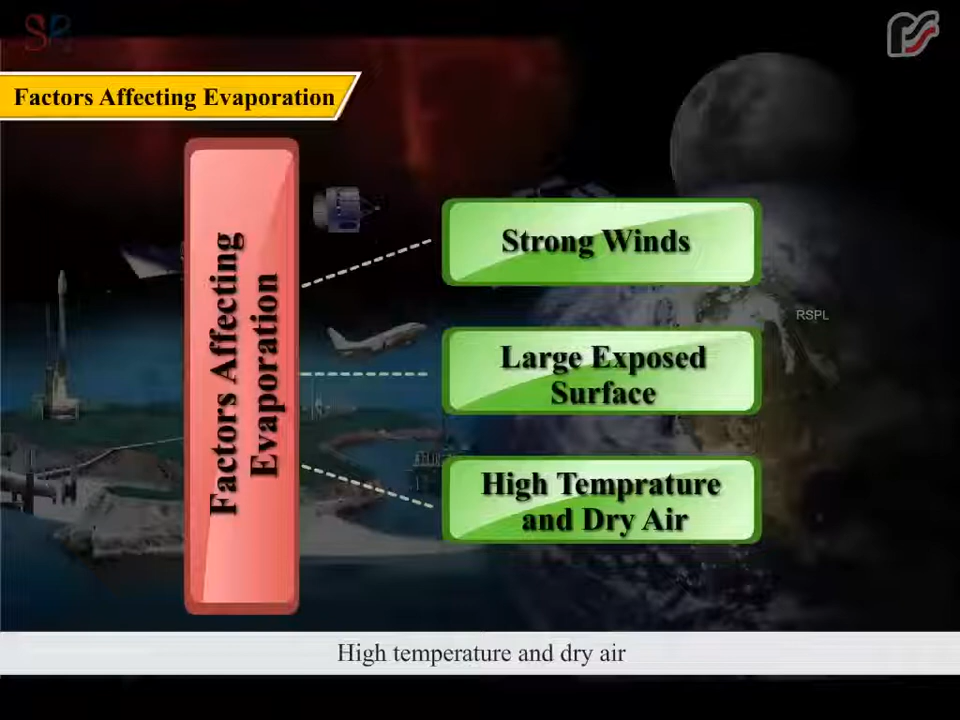 SR
Factors Affecting Evaporation
Factors Affecting
Evaporation
Strong Winds
RSPL
Large Exposed
Surface
High Temprature
and Dry Air
High temperature and dry air